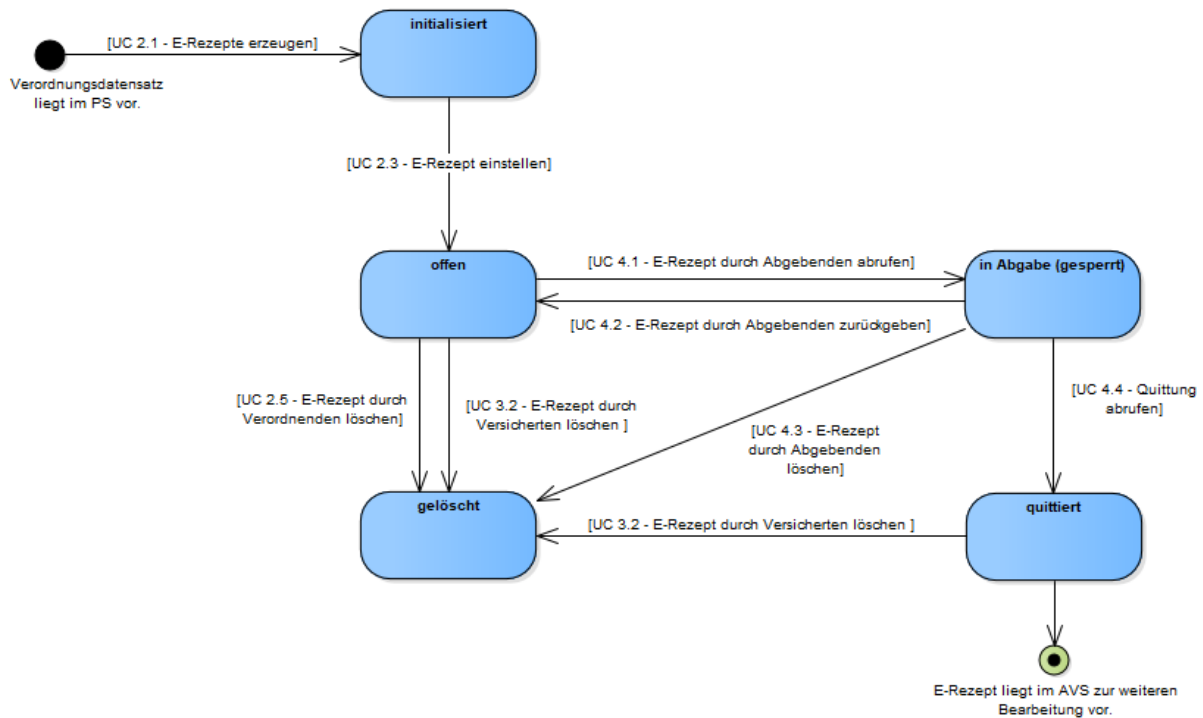 initialisiert
[UC 2.1 - E-Rezepte erzeugen]
Verordnungsdatensatz
liegt im PS vor.
[UC 2.3 - E-Rezept einstellen]
offen
[UC 4.1 - E-Rezept durch Abgebenden abrufen]
in Abgabe (gesperrt)
[UC 4.2 - E-Rezept durch Abgebenden zurückgeben]
[UC 2.5 - E-Rezept durch
Verordnenden löschen]
[UC 3.2 - E-Rezept durch
Versicherten löschen ]
[UC 4.3 - E-Rezept
durch Abgebenden
löschen]
[UC 4.4 - Quittung
abrufen]
gelöscht
[UC 3.2 - E-Rezept durch Versicherten löschen ]
quittiert
E-Rezept liegt im AVS zur weiteren
Bearbeitung vor.